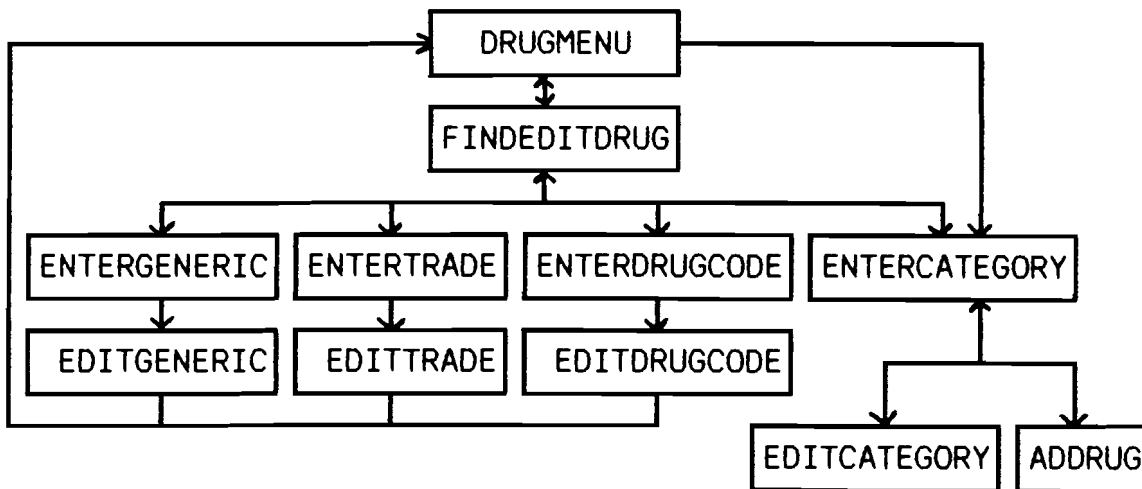 DRUGMENU
FINDEDITDRUG
ENTERGENERIC ENTERTRADE ENTERDRUGCODE ENTERCATEGORY
EDITGENERIC EDITTRADE EDITDRUGCODE
EDITCATEGORY ADDRUG